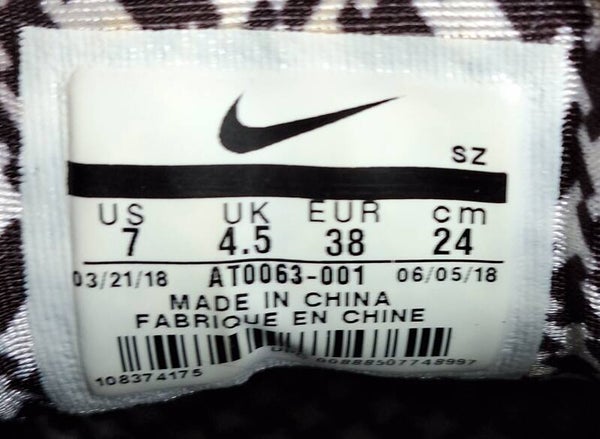 SZ
US UK EUR cm
7 4.5 38 24
03/21/18 AT0063-001 06/05/18
MADE IN CHINA
FABRIQUE EN CHINE
00888507748997
108374175